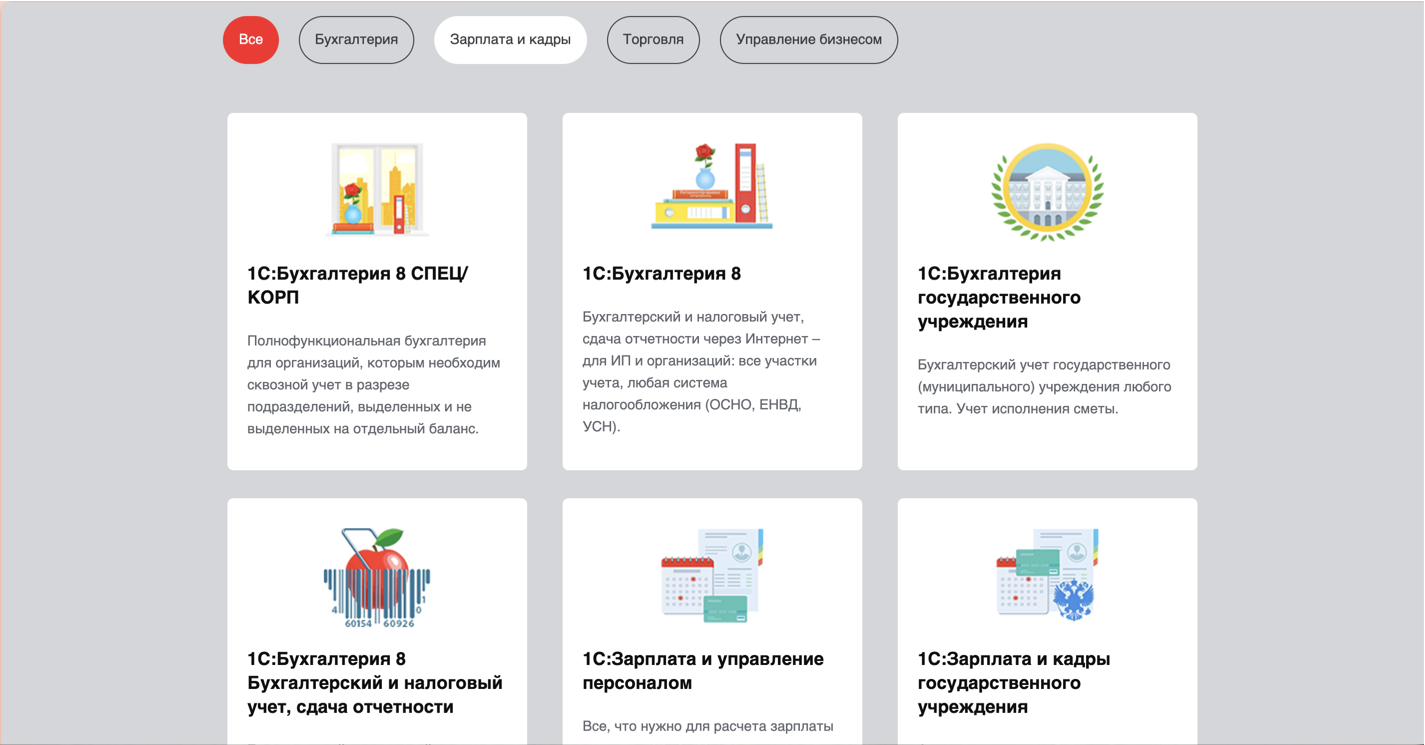 Все
Бухгалтерия
Зарплата и кадры
Торговля
Управление бизнесом
1С:Бухгалтерия 8 СПЕЦ/
КОРП
Полнофункциональная бухгалтерия
для организаций, которым необходим
сквозной учет в разрезе
подразделений, выделенных и не
выделенных на отдельный баланс.
1С:Бухгалтерия 8
Бухгалтерский и налоговый учет,
сдача отчетности через Интернет –
для ИП и организаций: все участки
учета, любая система
налогообложения (ОСНО, ЕНВД,
УСН).
1С:Бухгалтерия
государственного
учреждения
Бухгалтерский учет государственного
(муниципального) учреждения любого
типа. Учет исполнения сметы.
4 0 1
60154 60926
1С:Бухгалтерия 8
Бухгалтерский и налоговый
учет, сдача отчетности
1С:Зарплата и управление
персоналом
Все, что нужно для расчета зарплаты
1С:Зарплата и кадры
государственного
учреждения